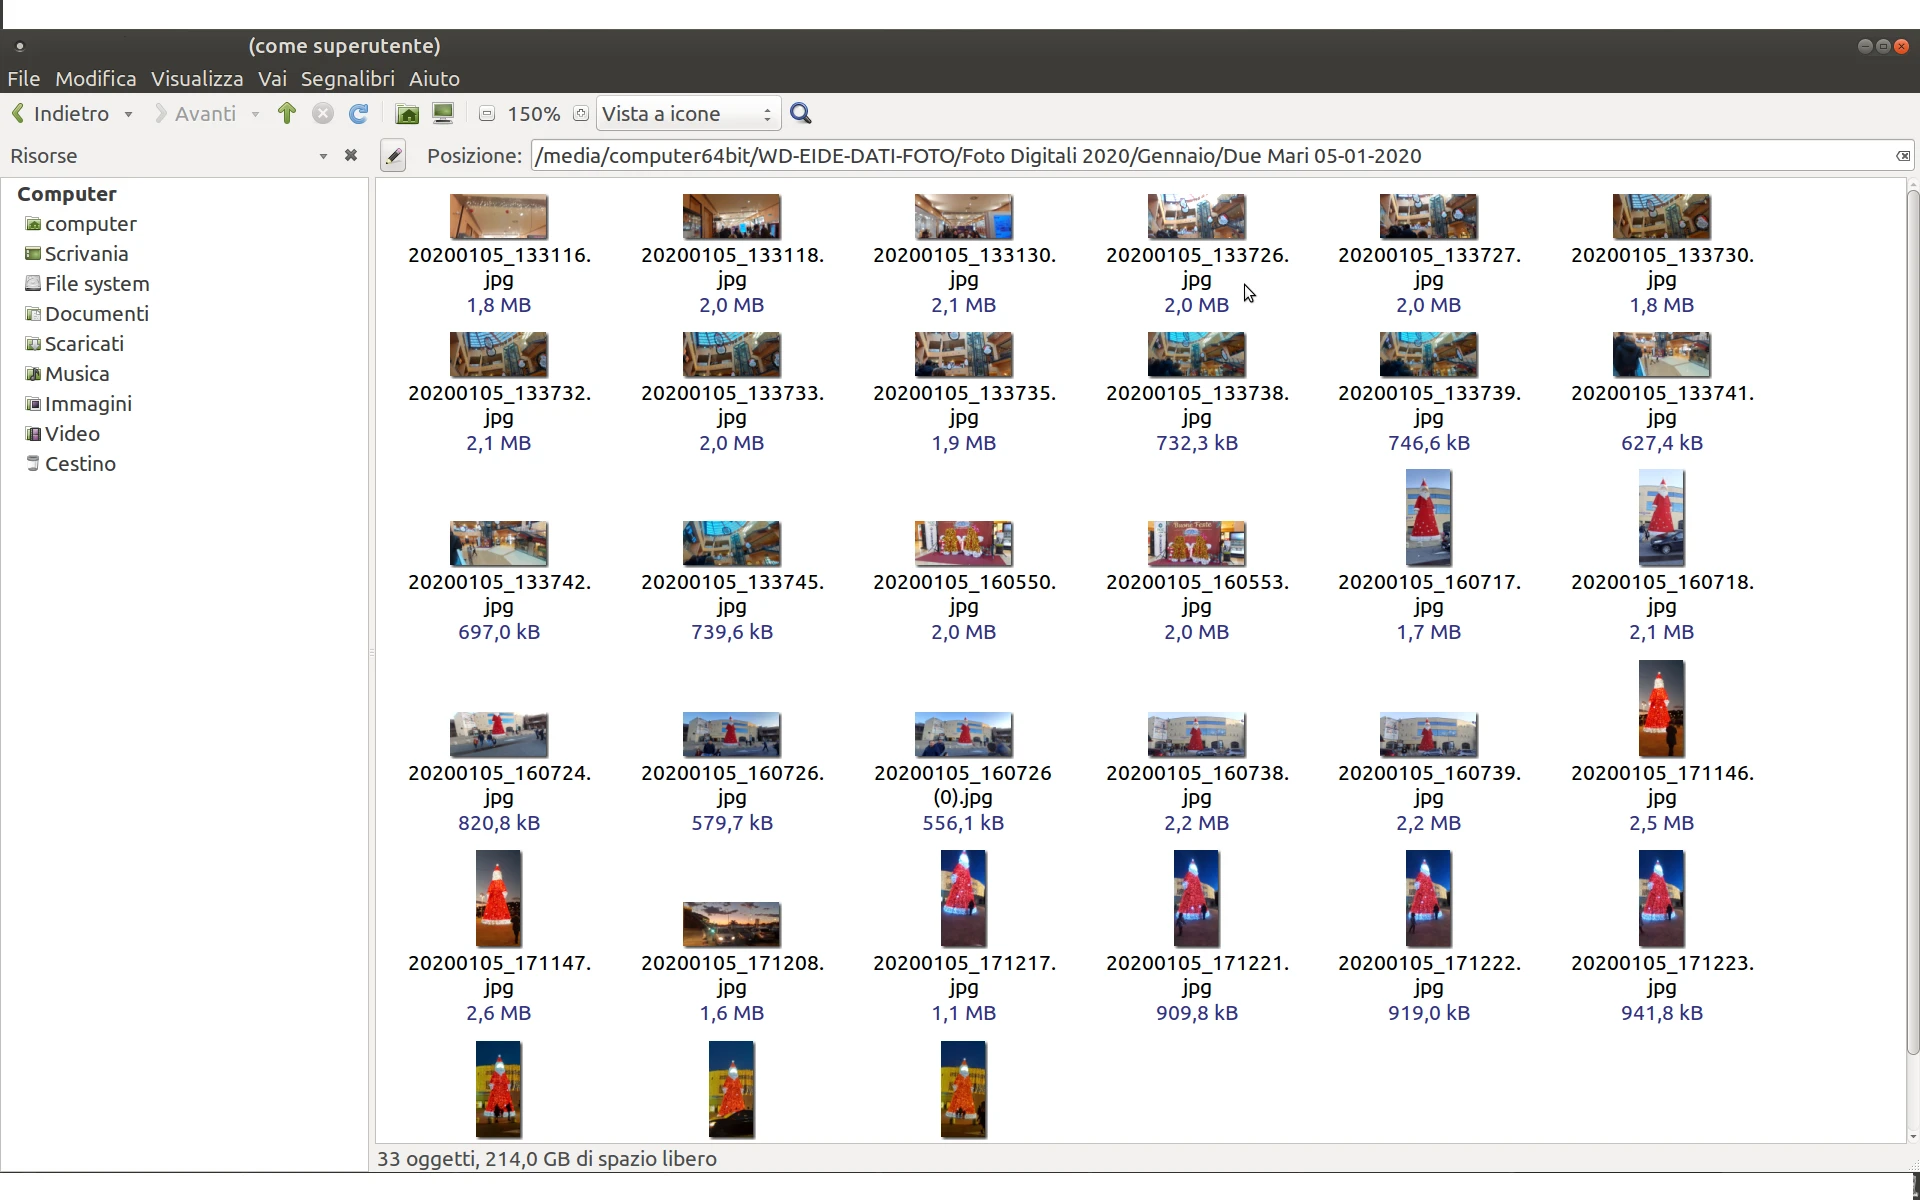 (come superutente)
File Modifica Visualizza Vai Segnalibri Aiuto
Indietro Avanti 150% Vista a icone
Risorse Posizione: /media/computer64bit/WD-EIDE-DATI-FOTO/Foto Digitali 2020/Gennaio/Due Mari 05-01-2020
Computer
computer
Scrivania
File system
Documenti
Scaricati
Musica
Immagini
Video
Cestino
20200105_133116. 20200105_133118. 20200105_133130. 20200105_133726. 20200105_133727. 20200105_133730.
jpg jpg jpg jpg jpg jpg
1,8 MB 2,0 MB 2,1 MB 2,0 MB 2,0 MB 1,8 MB
20200105_133732. 20200105_133733. 20200105_133735. 20200105_133738. 20200105_133739. 20200105_133741.
jpg jpg jpg jpg jpg jpg
2,1 MB 2,0 MB 1,9 MB 732,3 kB 746,6 kB 627,4 kB
Buone Feste
20200105_133742. 20200105_133745. 20200105_160550. 20200105_160553. 20200105_160717. 20200105_160718.
jpg jpg jpg jpg jpg jpg
697,0 kB 739,6 kB 2,0 MB 2,0 MB 1,7 MB 2,1 MB
20200105_160724. 20200105_160726. 20200105_160726 20200105_160738. 20200105_160739. 20200105_171146.
jpg jpg (0).jpg jpg jpg jpg
820,8 kB 579,7 kB 556,1 kB 2,2 MB 2,2 MB 2,5 MB
20200105_171147. 20200105_171208. 20200105_171217. 20200105_171221. 20200105_171222. 20200105_171223.
jpg jpg jpg jpg jpg jpg
2,6 MB 1,6 MB 1,1 MB 909,8 kB 919,0 kB 941,8 kB
33 oggetti, 214,0 GB di spazio libero